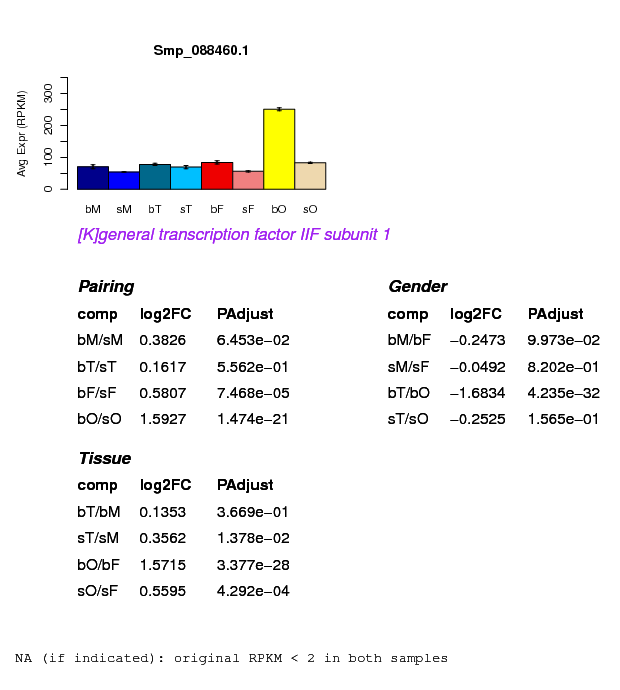 Smp_088460.1
Avg Expr (RPKM)
300
200
100
0
bM sM bT sT bF sF bO sO
[K]general transcription factor IIF subunit 1
Pairing
comp log2FC PAdjust
bM/sM 0.3826 6.453e−02
bT/sT 0.1617 5.562e−01
bF/sF 0.5807 7.468e−05
bO/sO 1.5927 1.474e−21
Gender
comp log2FC PAdjust
bM/bF −0.2473 9.973e−02
sM/sF −0.0492 8.202e−01
bT/bO −1.6834 4.235e−32
sT/sO −0.2525 1.565e−01
Tissue
comp log2FC PAdjust
bT/bM 0.1353 3.669e−01
sT/sM 0.3562 1.378e−02
bO/bF 1.5715 3.377e−28
sO/sF 0.5595 4.292e−04
NA (if indicated): original RPKM < 2 in both samples